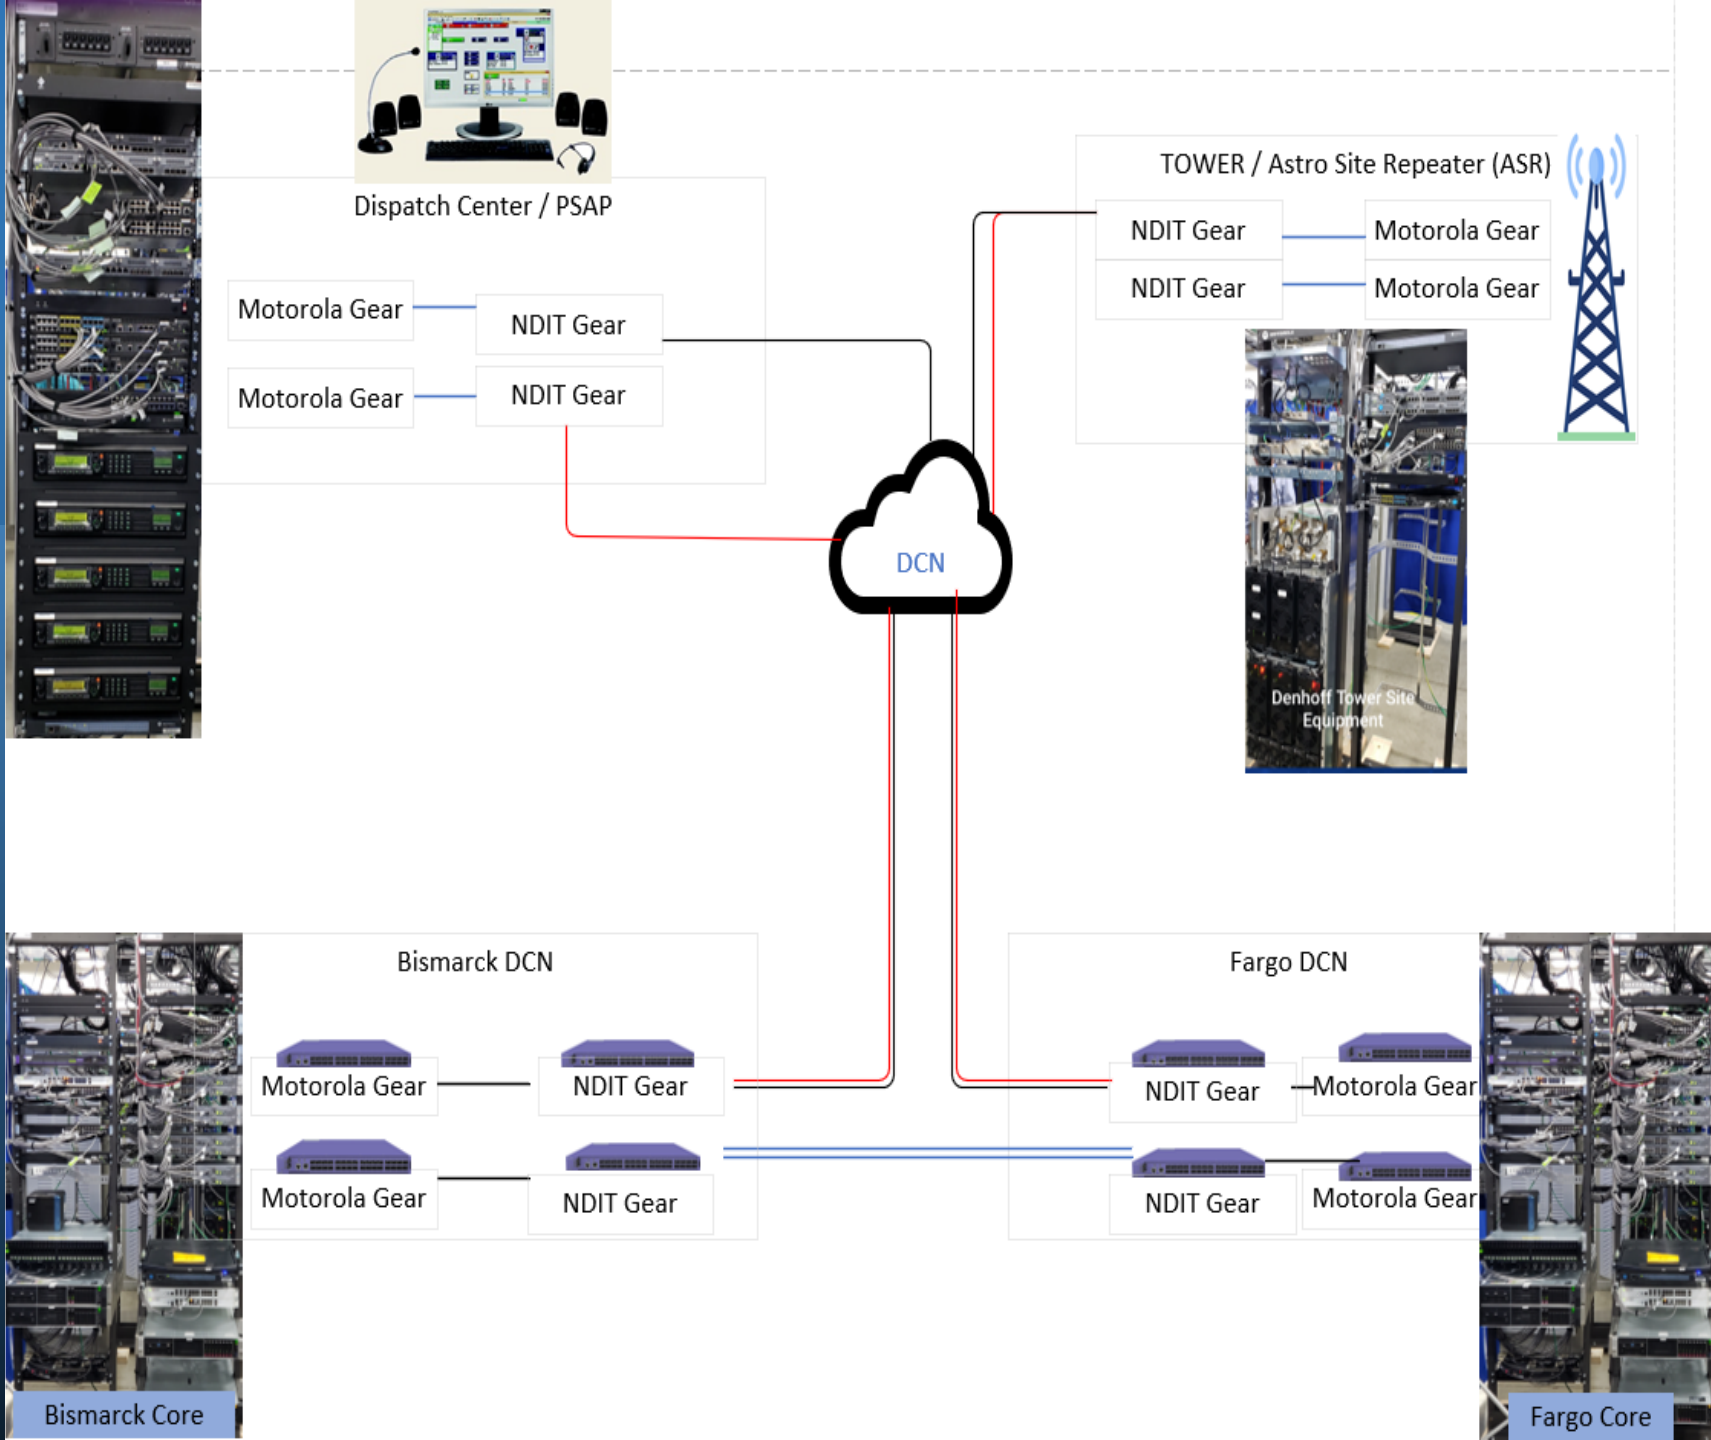 Dispatch Center / PSAP
Motorola Gear
NDIT Gear
Motorola Gear
NDIT Gear
TOWER / Astro Site Repeater (ASR)
NDIT Gear
Motorola Gear
NDIT Gear
Motorola Gear
DCN
Denhoff Tower Site
Equipment
Bismarck DCN
Motorola Gear
NDIT Gear
Motorola Gear
NDIT Gear
Fargo DCN
NDIT Gear
Motorola Gear
NDIT Gear
Motorola Gear
Bismarck Core
Fargo Core